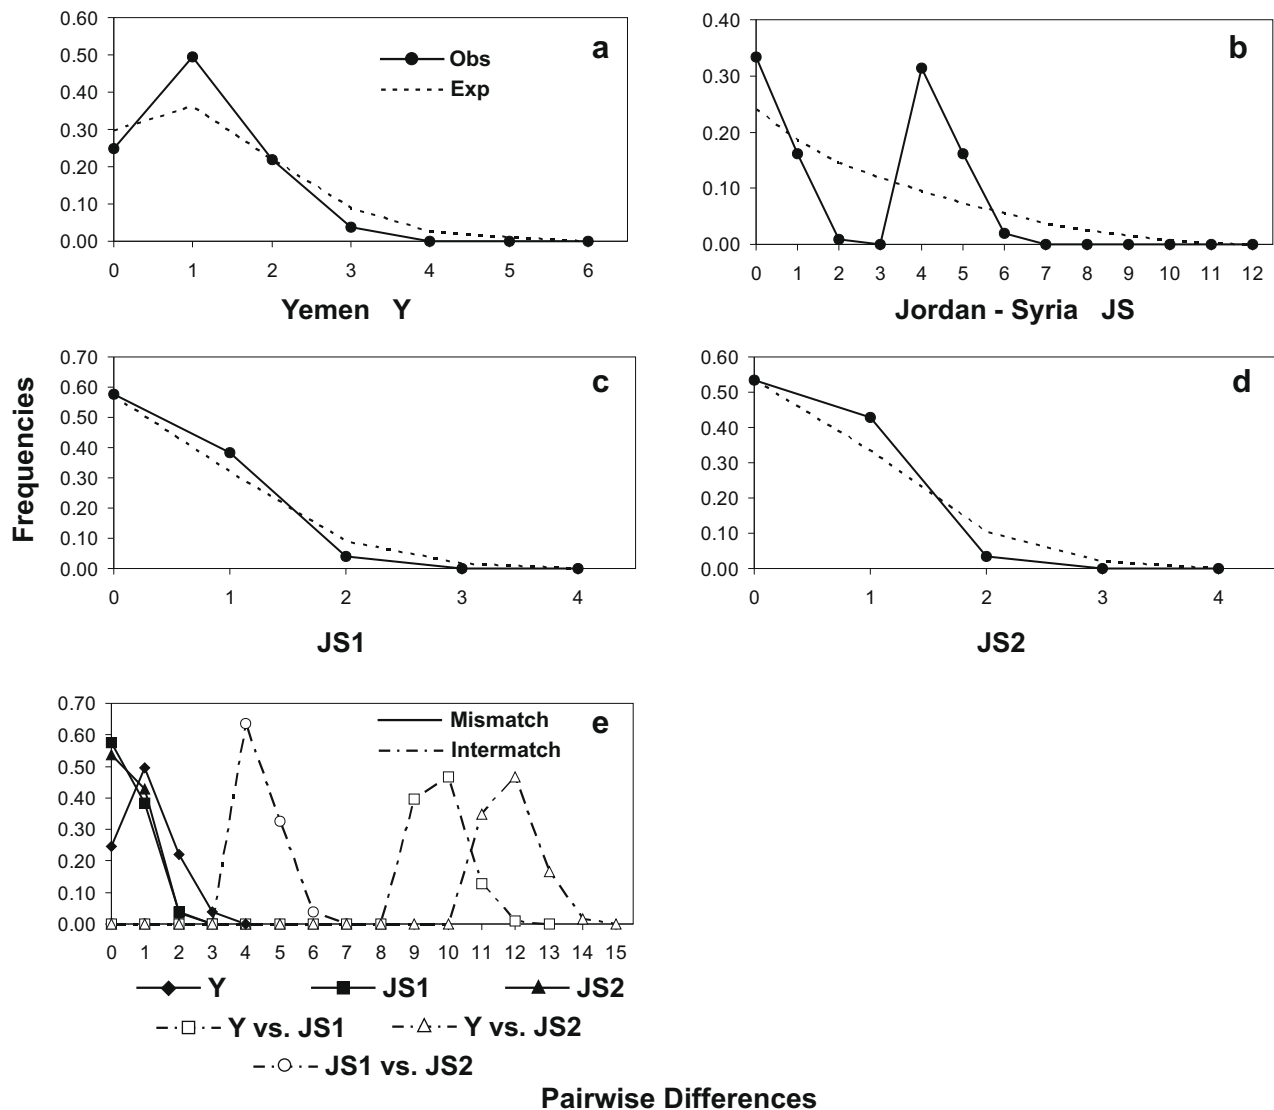 a
0.60
0.50
0.40
0.30
0.20
0.10
0.00
Obs
Exp
0 1 2 3 4 5 6
Yemen Y
b
0.40
0.30
0.20
0.10
0.00
0 1 2 3 4 5 6 7 8 9 10 11 12
Jordan - Syria JS
Frequencies
c
0.70
0.60
0.50
0.40
0.30
0.20
0.10
0.00
0 1 2 3 4
JS1
d
0.60
0.50
0.40
0.30
0.20
0.10
0.00
0 1 2 3 4
JS2
e
0.70
0.60
0.50
0.40
0.30
0.20
0.10
0.00
Mismatch
Intermatch
0 1 2 3 4 5 6 7 8 9 10 11 12 13 14 15
Y JS1 JS2
Y vs. JS1 Y vs. JS2
JS1 vs. JS2
Pairwise Differences